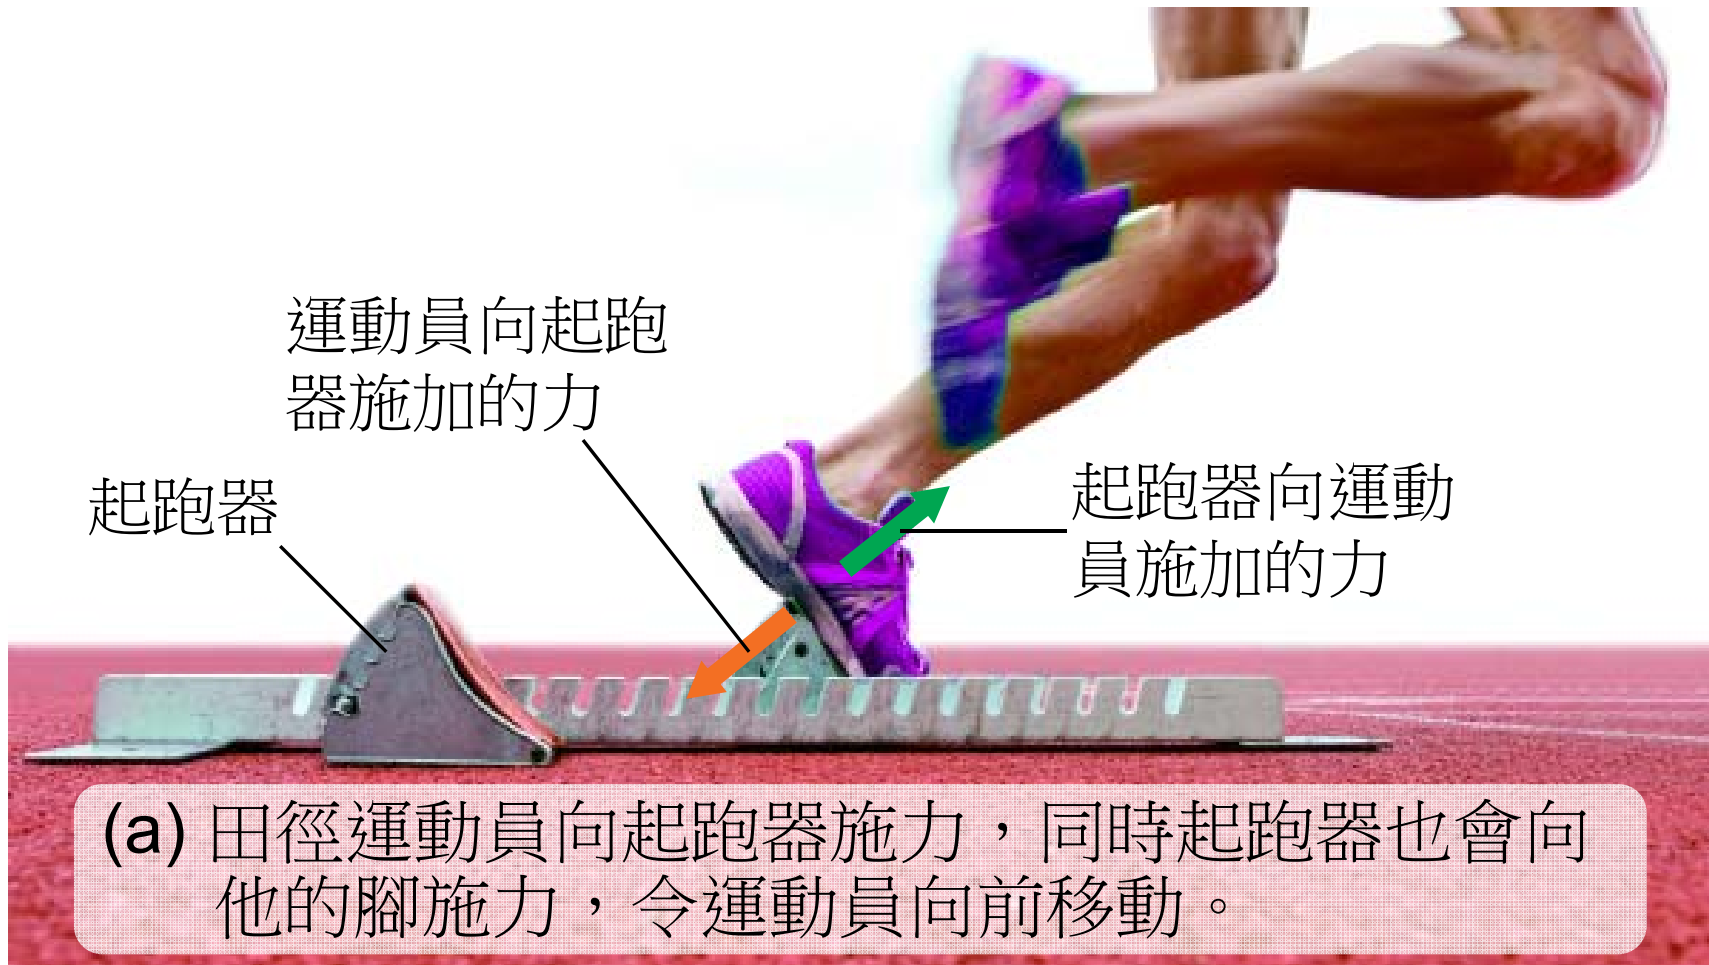 運動員向起跑
器施加的力
起跑器
起跑器向運動
員施加的力
(a) 田徑運動員向起跑器施力，同時起跑器也會向
他的腳施力，令運動員向前移動。